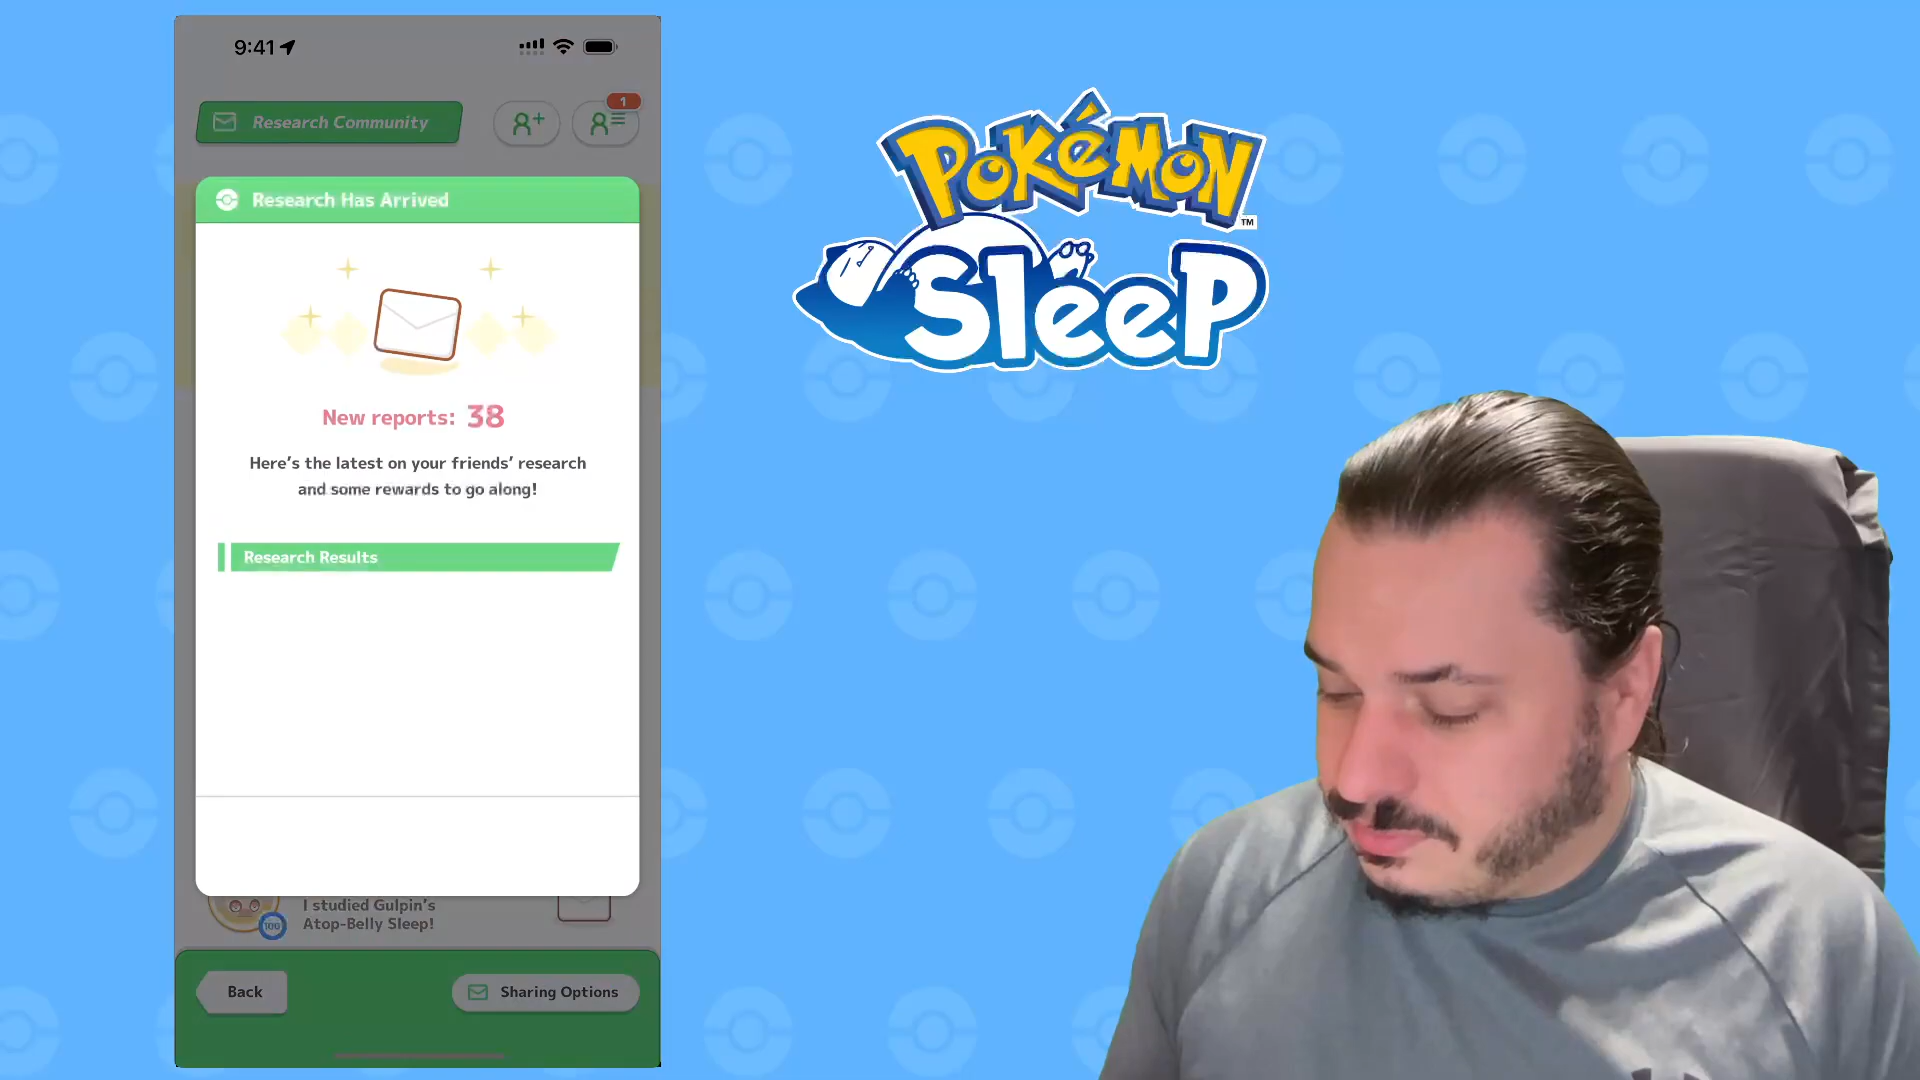 9:41
Research Community
1
Research Has Arrived
New reports: 38
Here's the latest on your friends' research
and some rewards to go along!
Research Results
I studied Gulpin's
Atop-Belly Sleep!
100
Back
Sharing Options
POKéMON
TM
Sleep